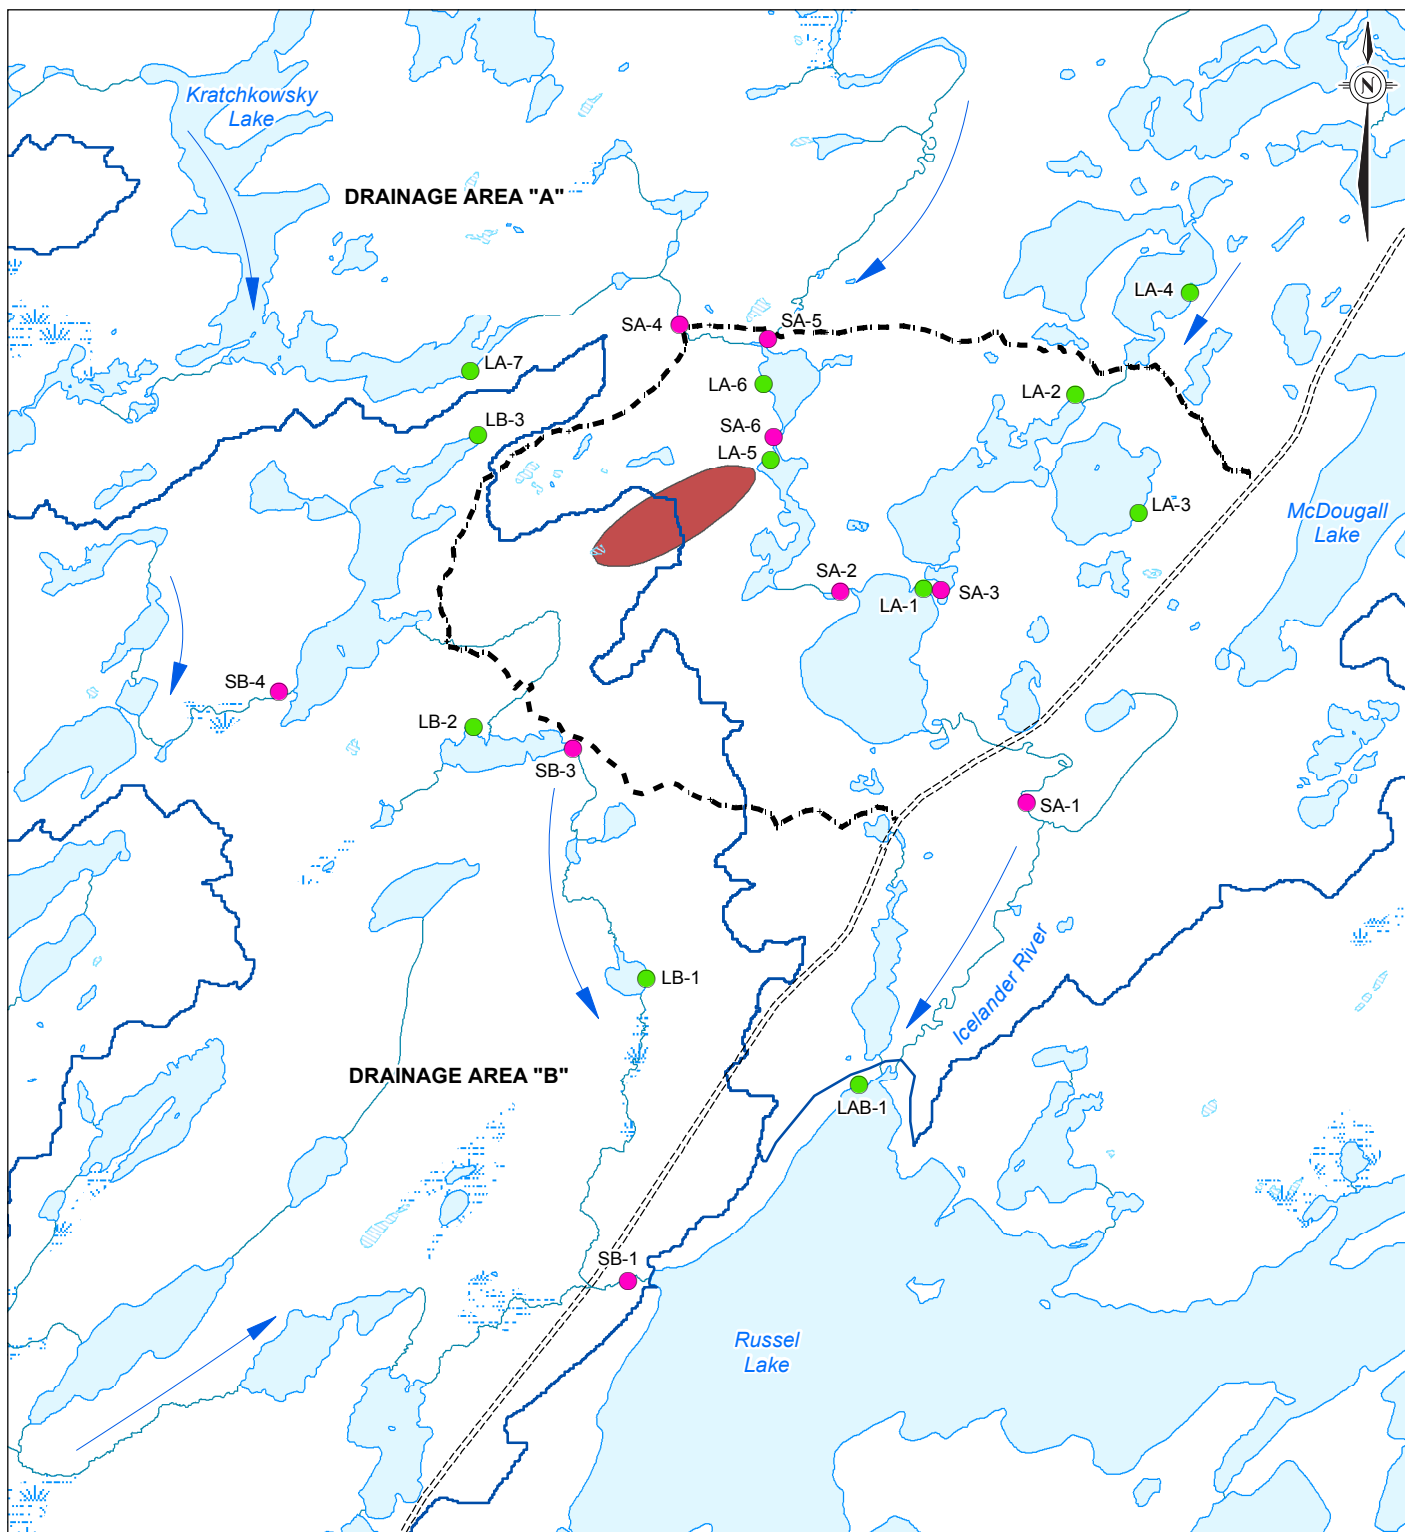 Kratchkowsky
Lake
N
DRAINAGE AREA "A"
LA-4
SA-4
SA-5
LA-7
LA-6
LA-2
LB-3
SA-6
LA-5
LA-3
McDougall
Lake
SA-2
LA-1
SA-3
SB-4
LB-2
SB-3
SA-1
Icelander River
LB-1
DRAINAGE AREA "B"
LAB-1
SB-1
Russel
Lake